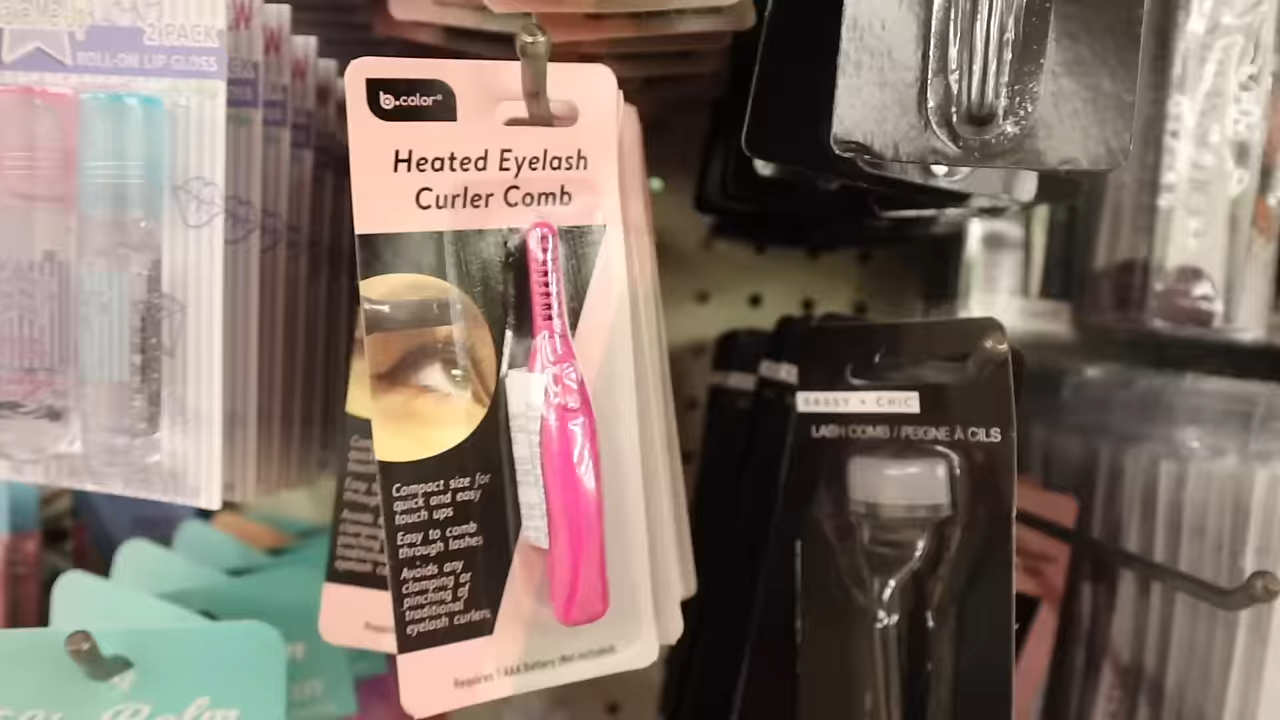 2 PACK
ROLL-ON LIP GLOSS
b.color
Heated Eyelash
Curler Comb
Compact size for
quick and easy
touch ups
Easy to comb
through lashes
Avoids any
clamping or
pinching of
traditional
eyelash curlers.
Requires 1 AAA battery (Not included).
SASSY + CHIC
LASH COMB / PEIGNE À CILS
Balm